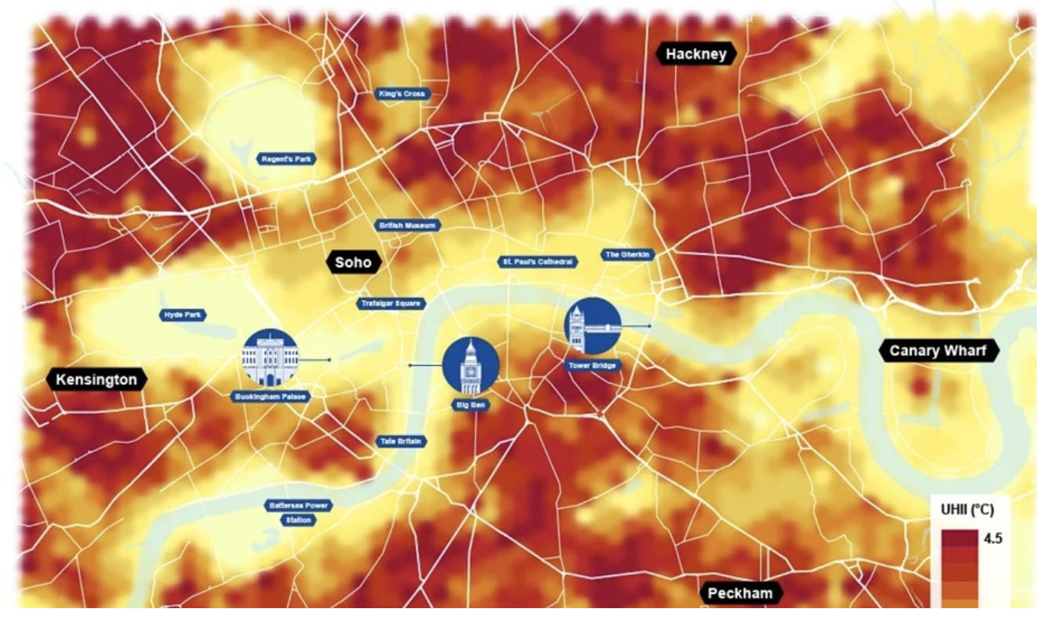 Hackney
King's Cross
Regent's Park
British Museum
Soho
St. Paul's Cathedral
The Gherkin
Trafalgar Square
Hyde Park
Canary Wharf
Tower Bridge
Kensington
Buckingham Palace
Big Ben
Tate Britain
Battersea Power
Station
UHII (°C)
4.5
Peckham